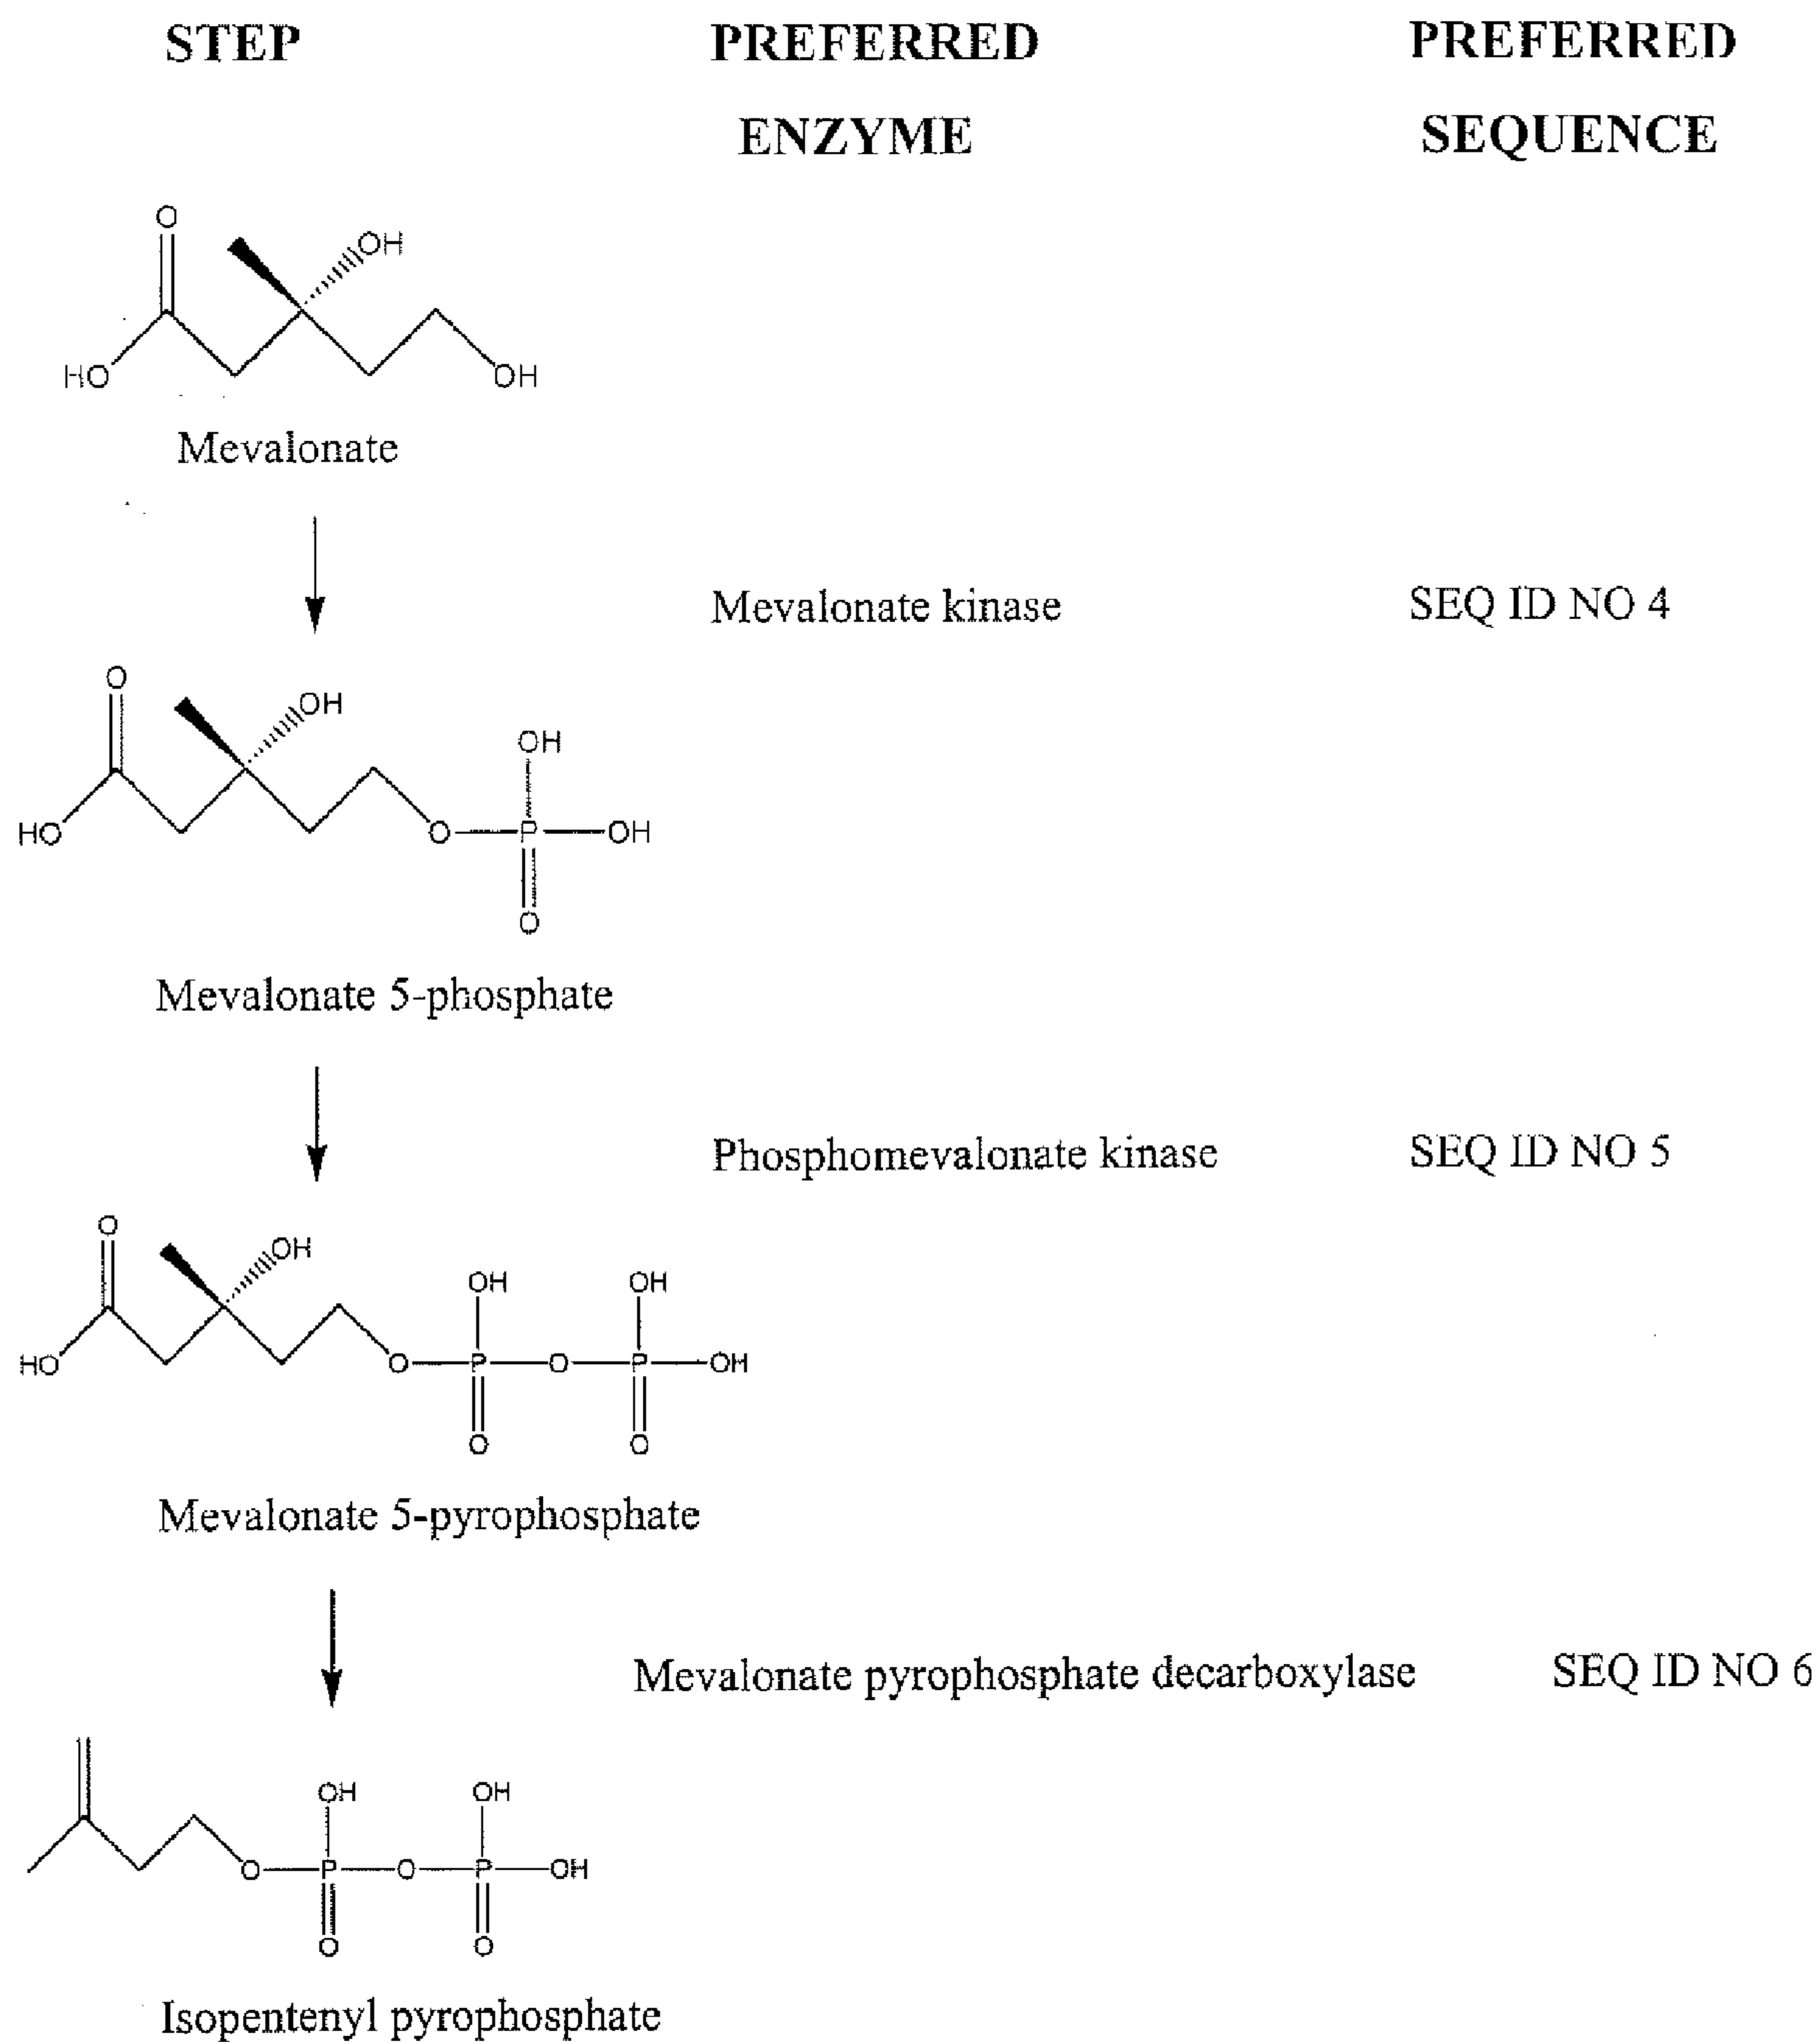 STEP PREFERRED ENZYME PREFERRED SEQUENCE
O
OH
HO
OH
Mevalonate
Mevalonate kinase SEQ ID NO 4
O
OH
OH
HO
O P OH
O
Mevalonate 5-phosphate
Phosphomevalonate kinase SEQ ID NO 5
O
OH
OH OH
HO
O P O P OH
O O
Mevalonate 5-pyrophosphate
Mevalonate pyrophosphate decarboxylase SEQ ID NO 6
OH OH
O P O P OH
O O
Isopentenyl pyrophosphate